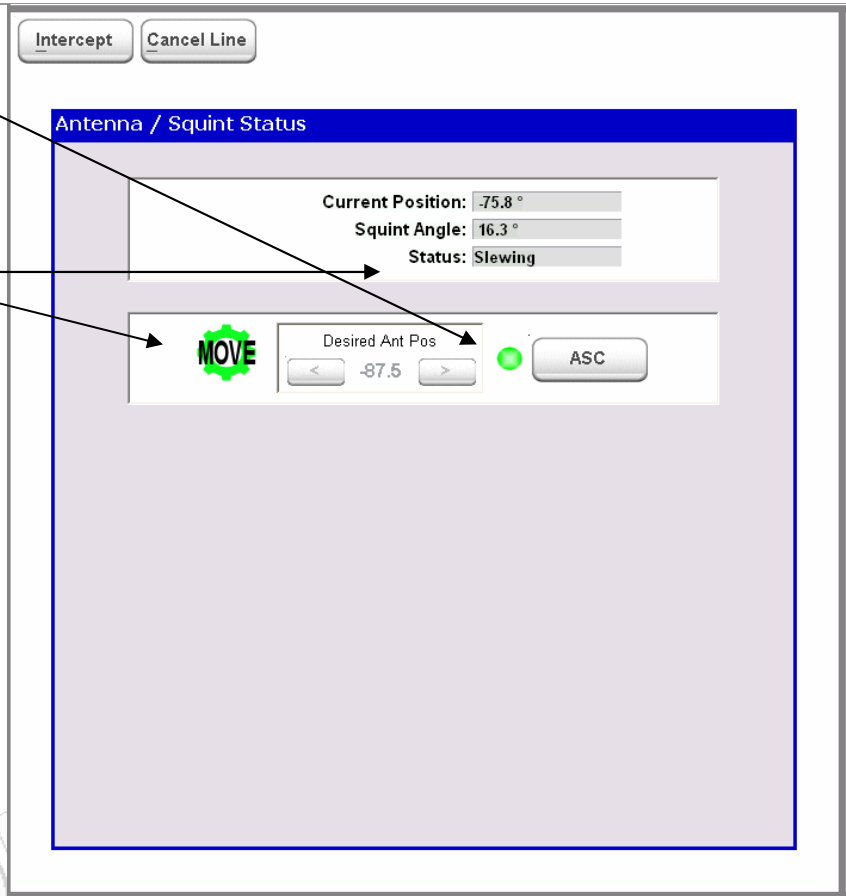 Intercept Cancel Line
Antenna / Squint Status
Current Position: -75.8 °
Squint Angle: 16.3 °
Status: Slewing
MOVE
Desired Ant Pos
< -87.5 >
ASC